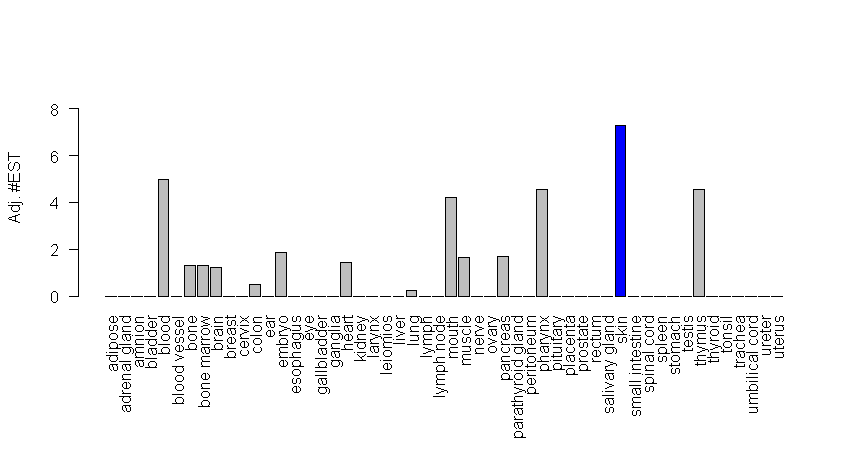 Adj. #EST
8
6
4
2
0
adipose
adrenal gland
amnion
bladder
blood
blood vessel
bone
bone marrow
brain
breast
cervix
colon
ear
embryo
esophagus
eye
gallbladder
ganglia
heart
kidney
larynx
leiomios
liver
lung
lymph
lymph node
mouth
muscle
nerve
ovary
pancreas
parathyroid gland
peritoneum
pharynx
pituitary
placenta
prostate
rectum
salivary gland
skin
small intestine
spinal cord
spleen
stomach
testis
thymus
thyroid
tonsil
trachea
umbilical cord
ureter
uterus